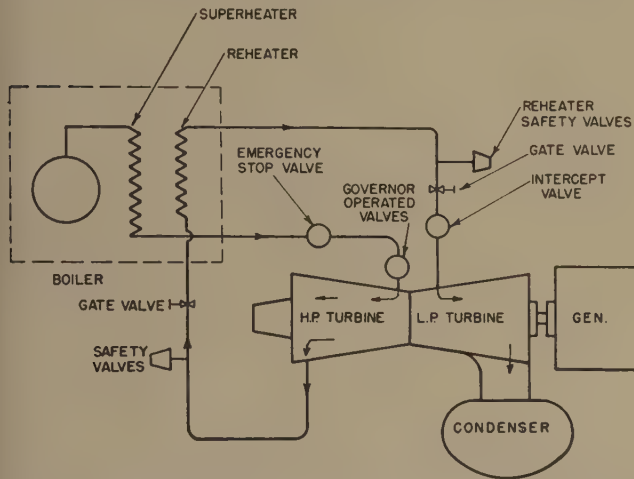 SUPERHEATER
REHEATER
REHEATER
SAFETY VALVES
GATE VALVE
INTERCEPT
VALVE
EMERGENCY
STOP VALVE
GOVERNOR
OPERATED
VALVES
BOILER
GATE VALVE
H.P. TURBINE
L.P. TURBINE
GEN.
SAFETY
VALVES
CONDENSER